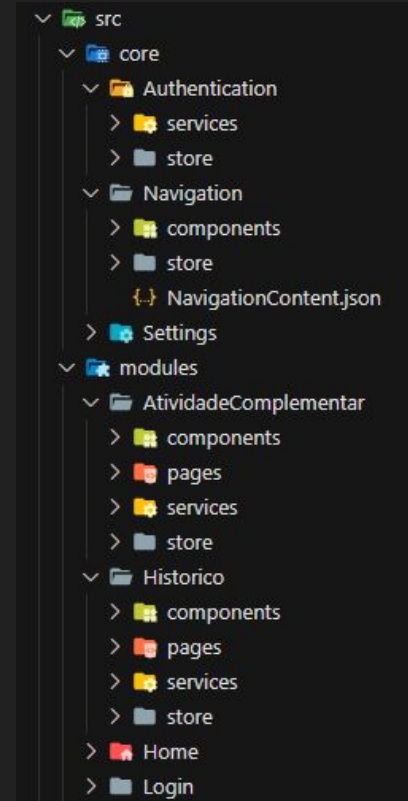 src
core
Authentication
services
store
Navigation
components
store
NavigationContent.json
Settings
modules
AtividadeComplementar
components
pages
services
store
Historico
components
pages
services
store
Home
Login